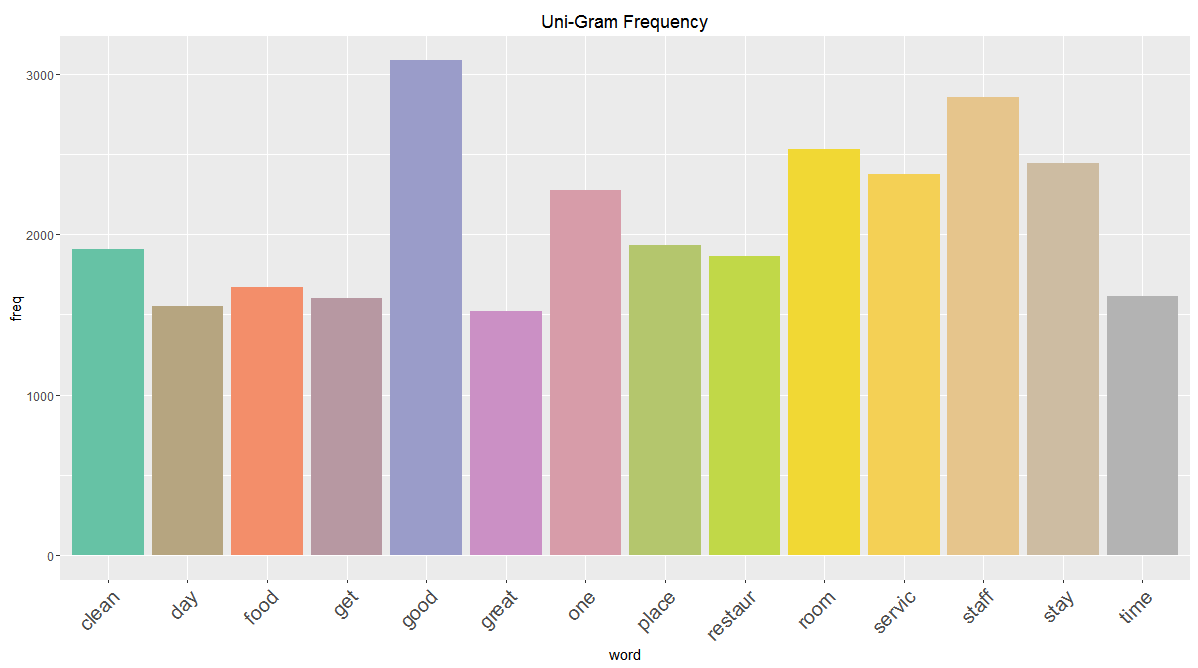 Uni-Gram Frequency
freq
3000
2000
1000
0
clean
day
food
get
good
great
one
place
restaur
room
servic
staff
stay
time
word